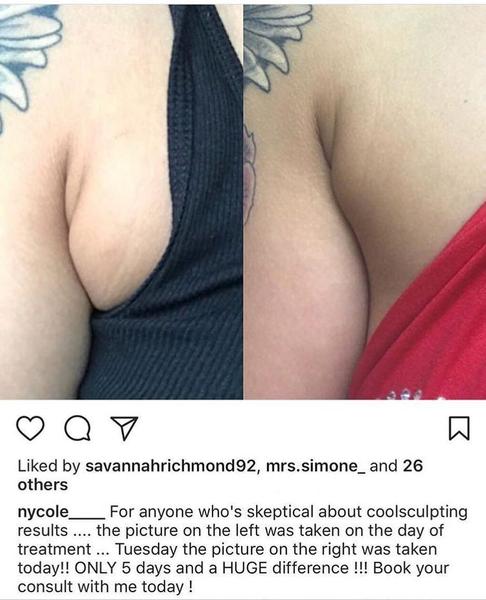 Liked by savannahrichmond92, mrs.simone_ and 26
others
nycole____ For anyone who's skeptical about coolsculpting
results .... the picture on the left was taken on the day of
treatment ... Tuesday the picture on the right was taken
today!! ONLY 5 days and a HUGE difference !!! Book your
consult with me today !